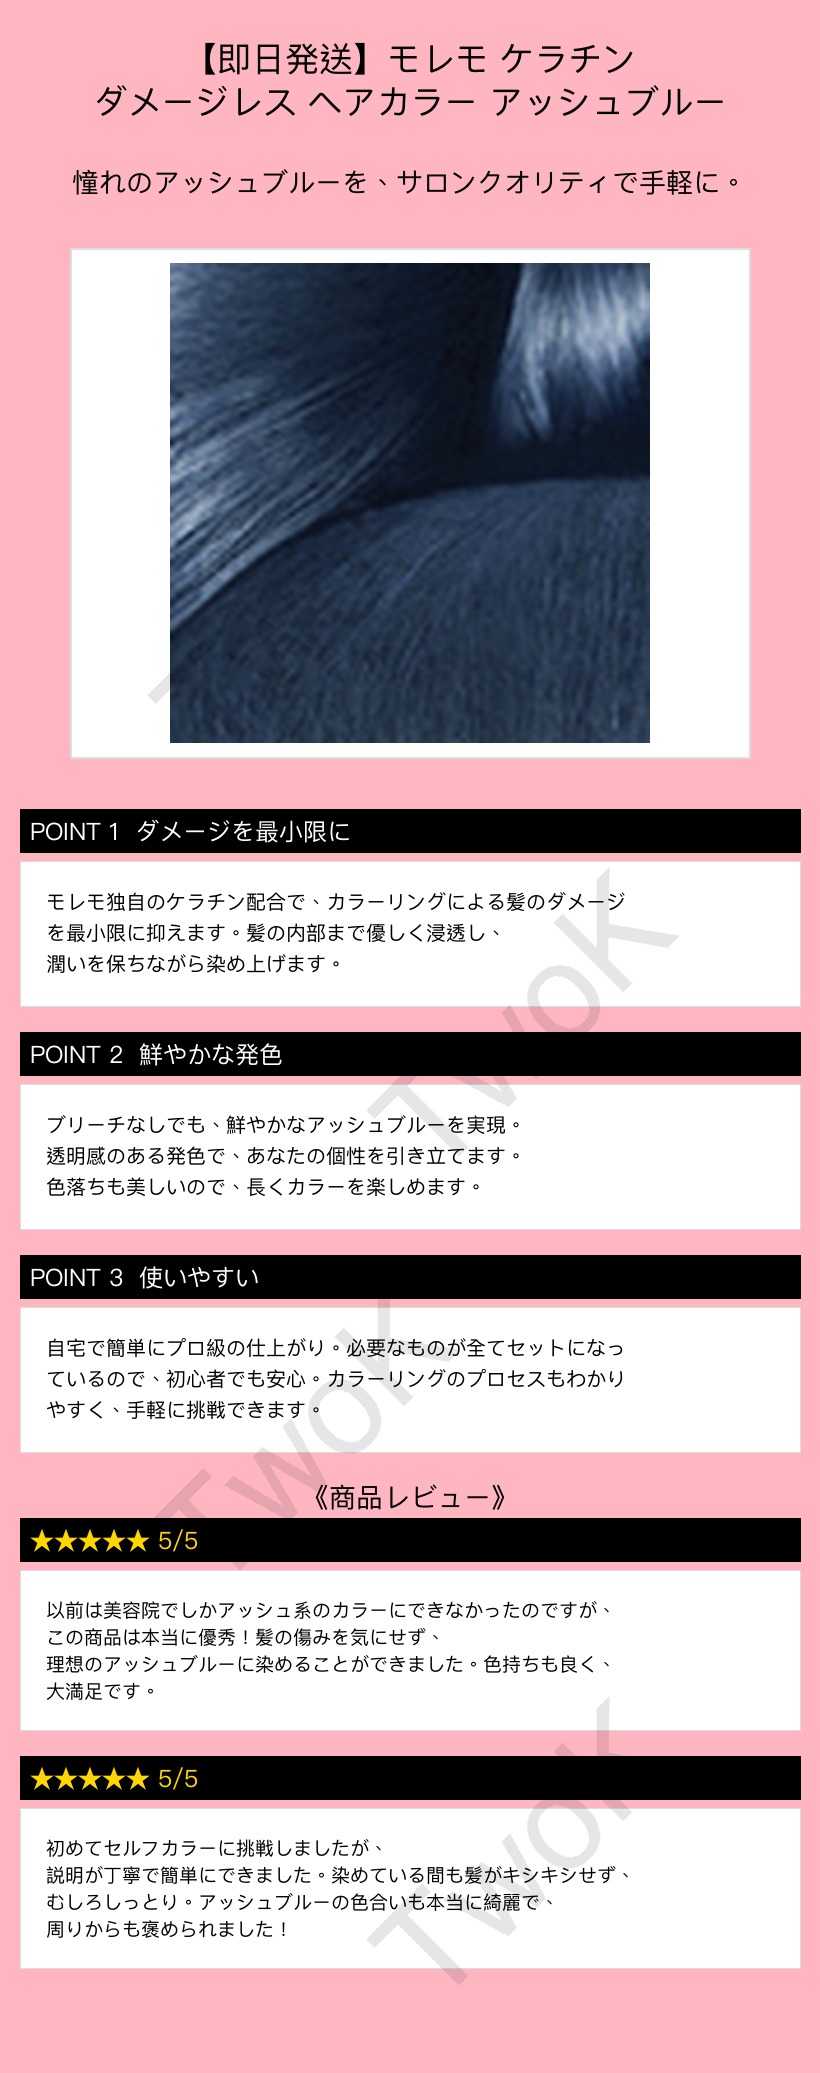 【即日発送】モレモ ケラチン
ダメージレス ヘアカラー アッシュブルー
憧れのアッシュブルーを、サロンクオリティで手軽に。
POINT 1 ダメージを最小限に
モレモ独自のケラチン配合で、カラーリングによる髪のダメージ
を最小限に抑えます。髪の内部まで優しく浸透し、
潤いを保ちながら染め上げます。
POINT 2 鮮やかな発色
ブリーチなしでも、鮮やかなアッシュブルーを実現。
透明感のある発色で、あなたの個性を引き立てます。
色落ちも美しいので、長くカラーを楽しめます。
POINT 3 使いやすい
自宅で簡単にプロ級の仕上がり。必要なものが全てセットになっ
ているので、初心者でも安心。カラーリングのプロセスもわかり
やすく、手軽に挑戦できます。
《商品レビュー》
★★★★★ 5/5
以前は美容院でしかアッシュ系のカラーにできなかったのですが、
この商品は本当に優秀！髪の傷みを気にせず、
理想のアッシュブルーに染めることができました。色持ちも良く、
大満足です。
★★★★★ 5/5
初めてセルフカラーに挑戦しましたが、
説明が丁寧で簡単にできました。染めている間も髪がキシキシせず、
むしろしっとり。アッシュブルーの色合いも本当に綺麗で、
周りからも褒められました！
TwoK
TwoK
TwoK